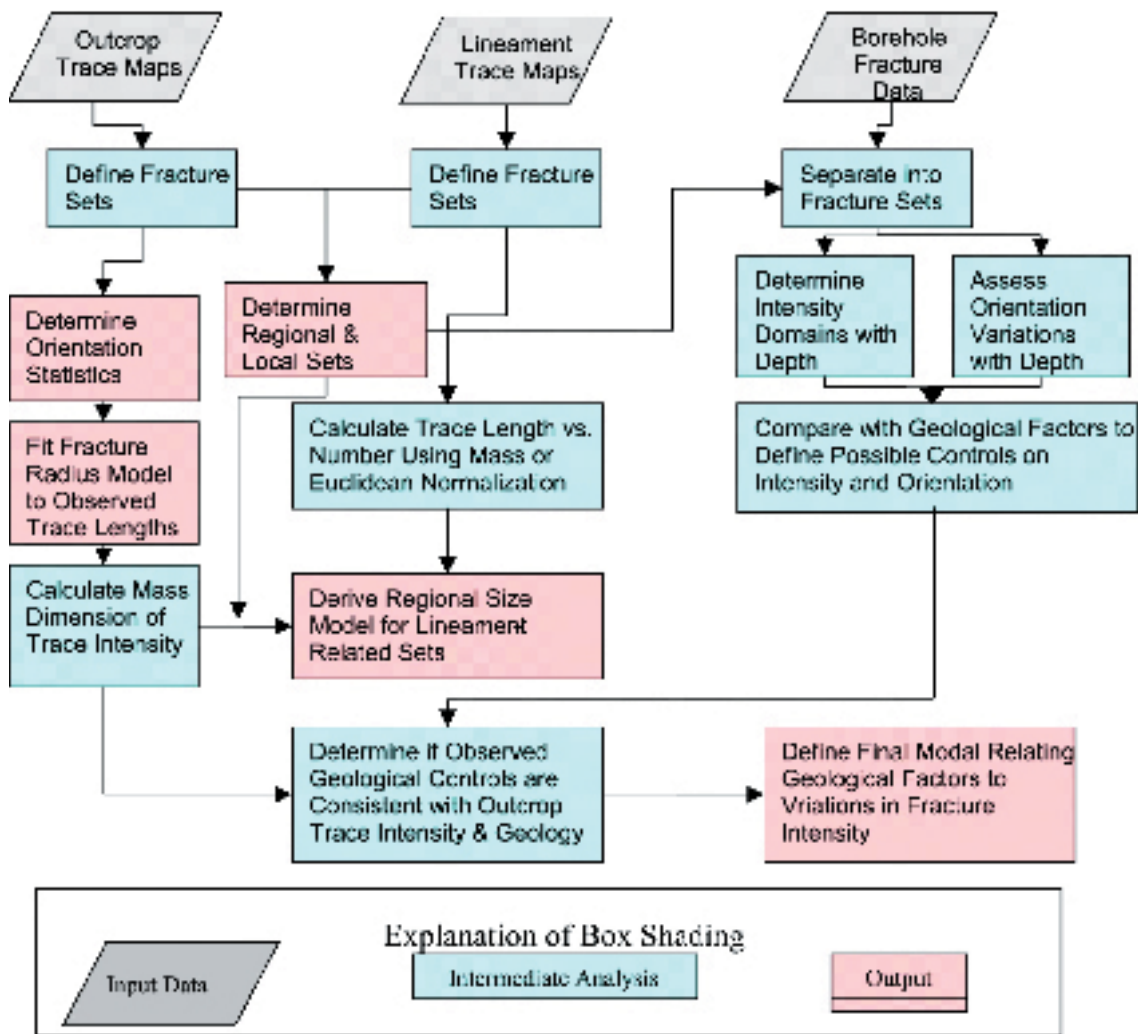 Outcrop
Trace Maps
Lineament
Trace Maps
Borehole
Fracture
Data
Define Fracture
Sets
Define Fracture
Sets
Separate into
Fracture Sets
Determine
Orientation
Statistics
Determine
Regional &
Local Sets
Determine
Intensity
Domains with
Depth
Assess
Orientation
Variations
with Depth
Fit Fracture
Radius Model
to Observed
Trace Lengths
Calculate Trace Length vs.
Number Using Mass or
Euclidean Normalization
Compare with Geological Factors to
Define Possible Controls on
Intensity and Orientation
Calculate Mass
Dimension of
Trace Intensity
Derive Regional Size
Model for Lineament
Related Sets
Determine if Observed
Geological Controls are
Consistent with Outcrop
Trace Intensity & Geology
Define Final Modal Relating
Geological Factors to
Vriations in Fracture
Intensity
Explanation of Box Shading
Input Data
Intermediate Analysis
Output